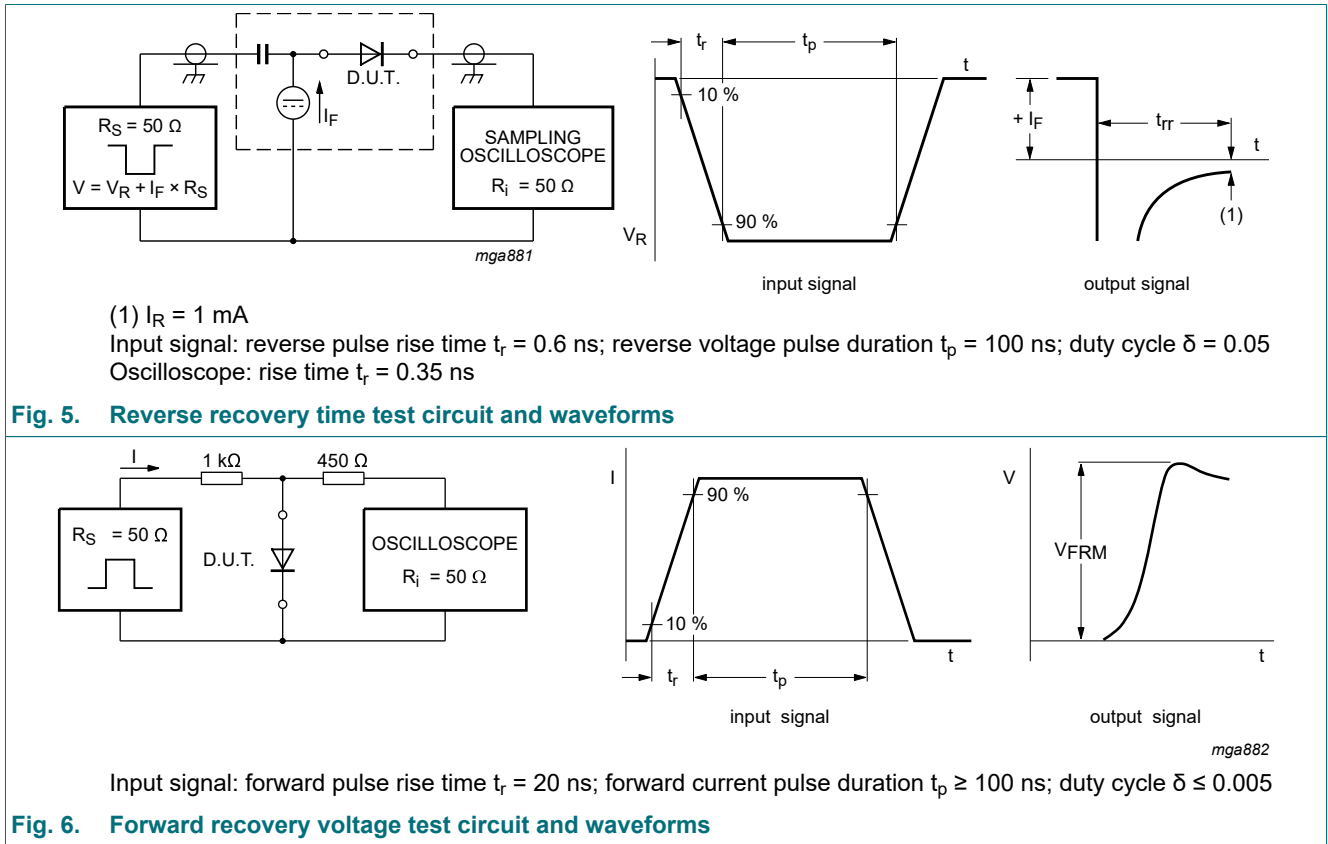 D.U.T.
I_F
R_S = 50 Ω
V = V_R + I_F × R_S
SAMPLING
OSCILLOSCOPE
R_i = 50 Ω
mga881
t_r
t_p
t
10 %
90 %
V_R
input signal
+ I_F
t_rr
t
(1)
output signal
(1) I_R = 1 mA
Input signal: reverse pulse rise time t_r = 0.6 ns; reverse voltage pulse duration t_p = 100 ns; duty cycle δ = 0.05
Oscilloscope: rise time t_r = 0.35 ns
Fig. 5. Reverse recovery time test circuit and waveforms
I
1 kΩ
450 Ω
R_S = 50 Ω
D.U.T.
OSCILLOSCOPE
R_i = 50 Ω
I
90 %
10 %
t
t_r
t_p
input signal
V
V_FRM
t
output signal
mga882
Input signal: forward pulse rise time t_r = 20 ns; forward current pulse duration t_p ≥ 100 ns; duty cycle δ ≤ 0.005
Fig. 6. Forward recovery voltage test circuit and waveforms